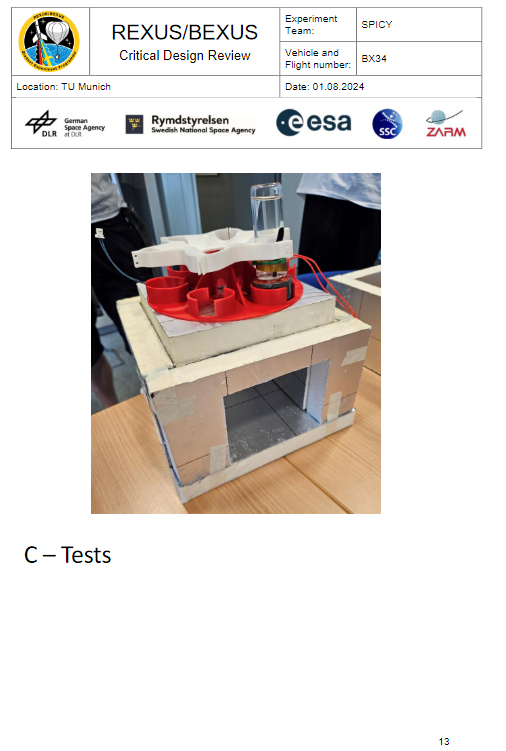 REXUS/BEXUS
Critical Design Review
Experiment
Team:
SPICY
Vehicle and
Flight number:
BX34
Location: TU Munich
Date: 01.08.2024
DLR
German
Space Agency
at DLR
Rymdstyrelsen
Swedish National Space Agency
esa
SSC
ZARM
C – Tests
13